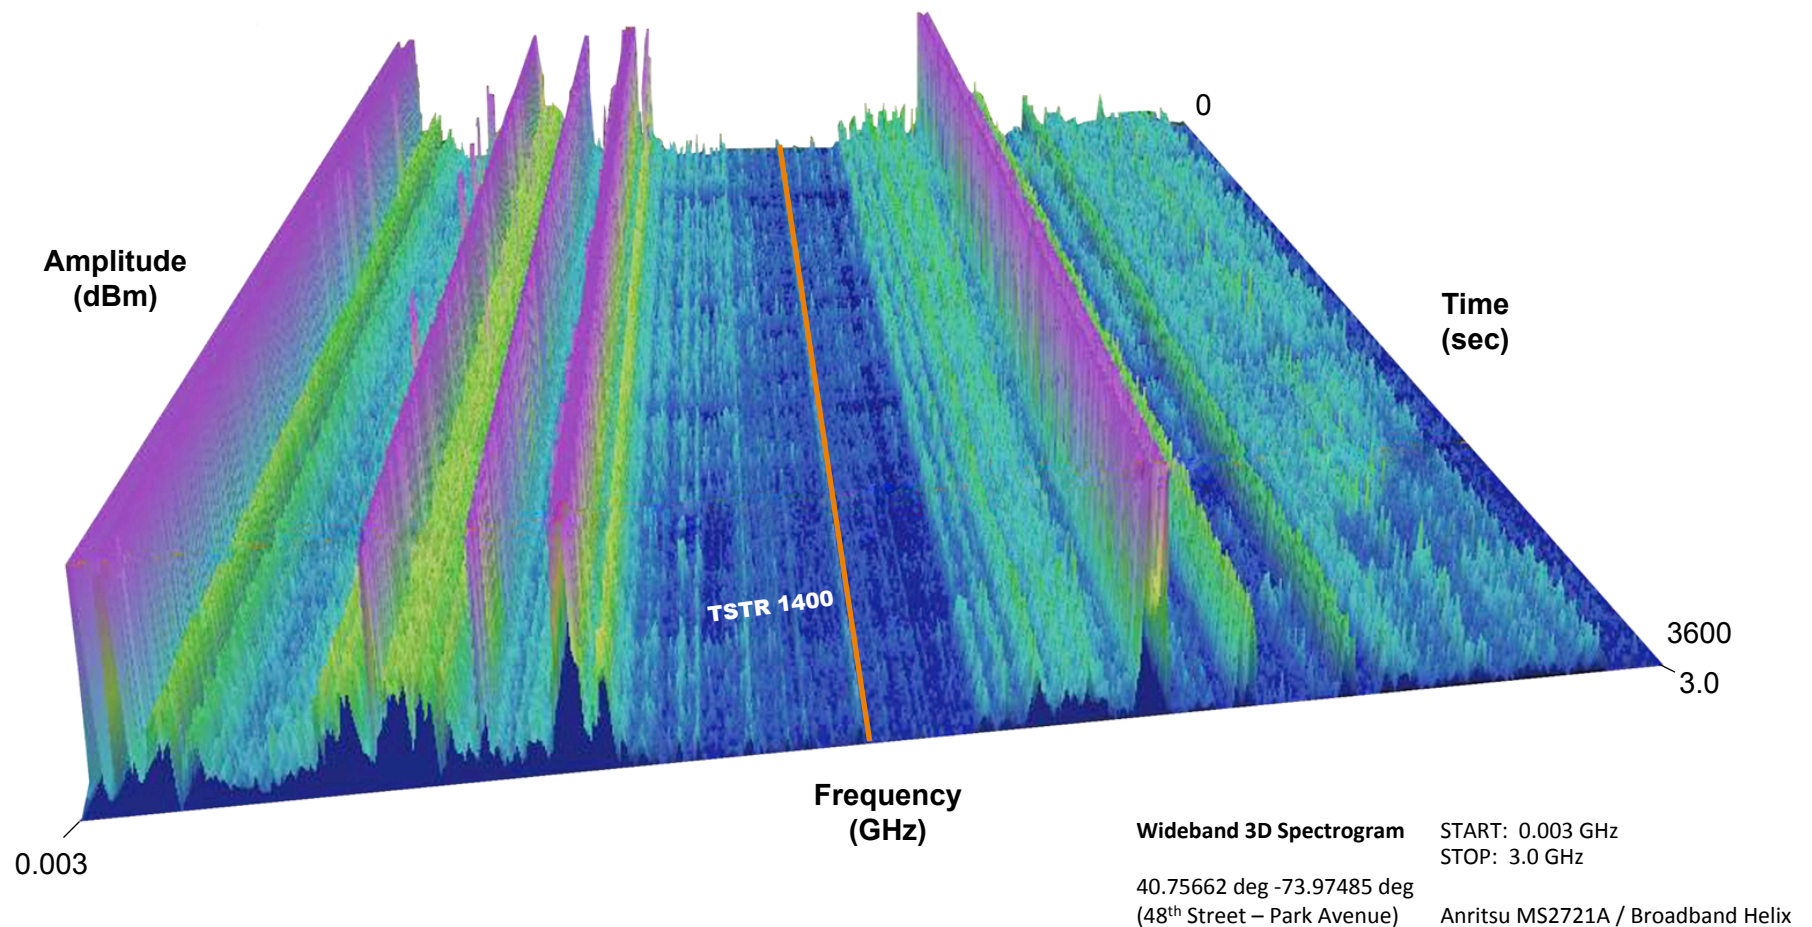 0
Amplitude
(dBm)
Time
(sec)
TSTR 1400
3600
3.0
Frequency
(GHz)
0.003
Wideband 3D Spectrogram
START: 0.003 GHz
STOP: 3.0 GHz
40.75662 deg -73.97485 deg
(48th Street – Park Avenue)
Anritsu MS2721A / Broadband Helix